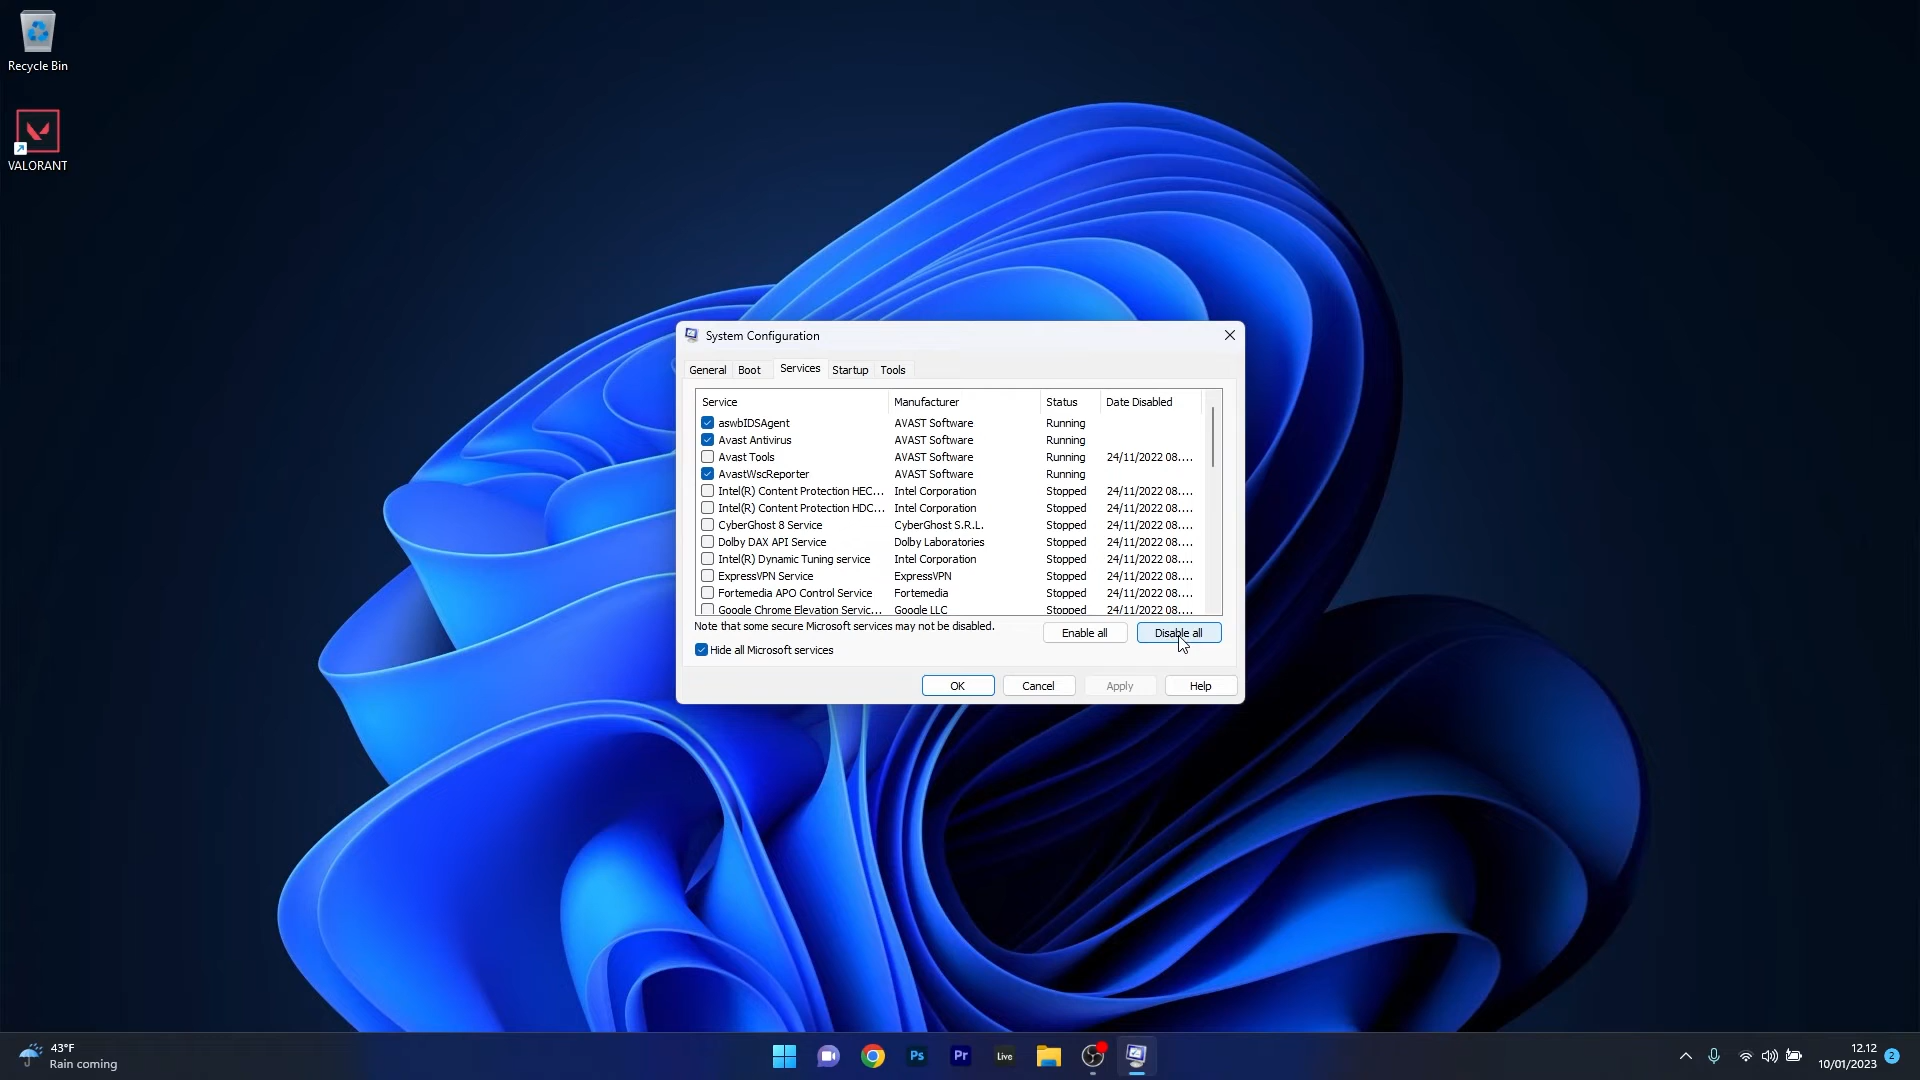 Recycle Bin
VALORANT
System Configuration
General Boot Services Startup Tools
Service Manufacturer Status Date Disabled
aswbIDSAgent AVAST Software Running
Avast Antivirus AVAST Software Running
Avast Tools AVAST Software Running 24/11/2022 08....
AvastWscReporter AVAST Software Running
Intel(R) Content Protection HEC... Intel Corporation Stopped 24/11/2022 08....
Intel(R) Content Protection HDC... Intel Corporation Stopped 24/11/2022 08....
CyberGhost 8 Service CyberGhost S.R.L. Stopped 24/11/2022 08....
Dolby DAX API Service Dolby Laboratories Stopped 24/11/2022 08....
Intel(R) Dynamic Tuning service Intel Corporation Stopped 24/11/2022 08....
ExpressVPN Service ExpressVPN Stopped 24/11/2022 08....
Fortemedia APO Control Service Fortemedia Stopped 24/11/2022 08....
Google Chrome Elevation Servic... Google LLC Stopped 24/11/2022 08....
Note that some secure Microsoft services may not be disabled.
Enable all Disable all
Hide all Microsoft services
OK Cancel Apply Help
43°F
Rain coming
Ps Pr Live
12.12
10/01/2023
2